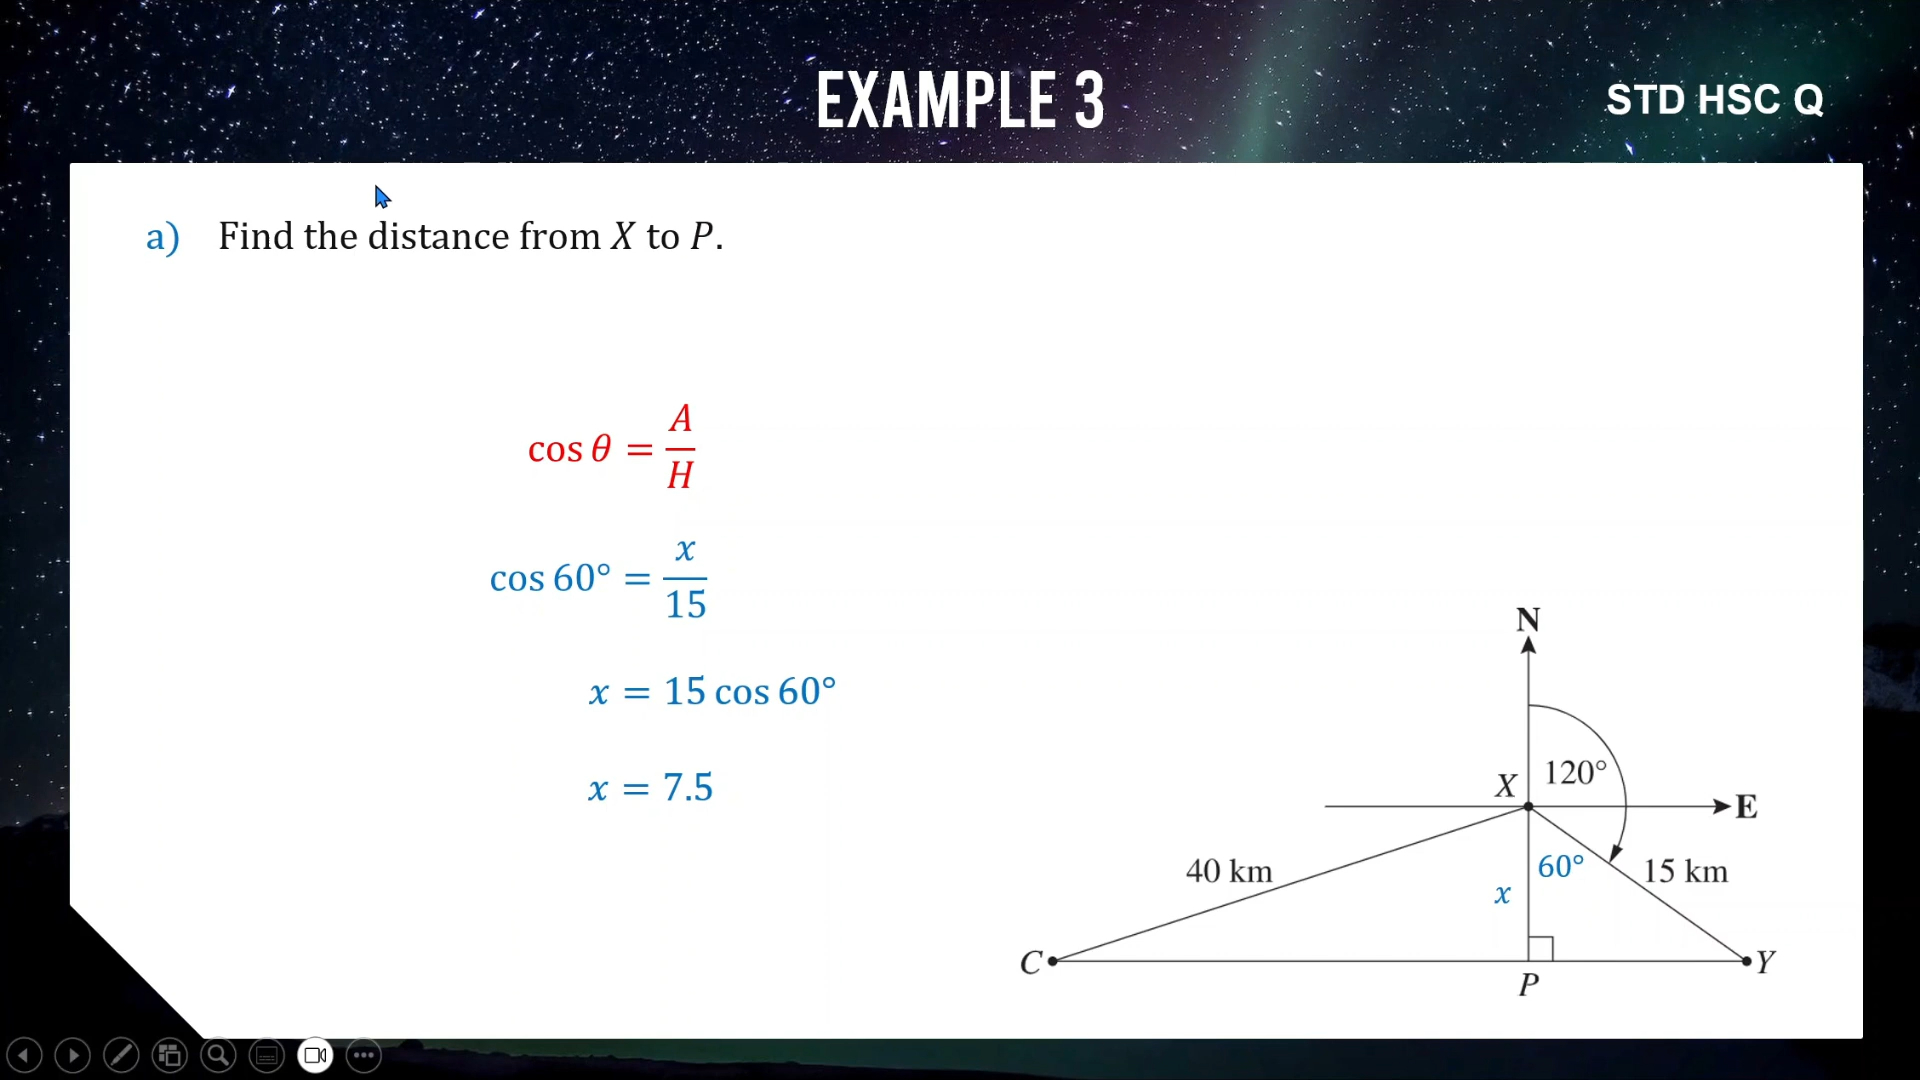 EXAMPLE 3
STD HSC Q
a) Find the distance from X to P.
cos θ = A/H
cos 60° = x/15
x = 15 cos 60°
x = 7.5
N
X 120°
E
40 km
60°
15 km
x
C
Y
P